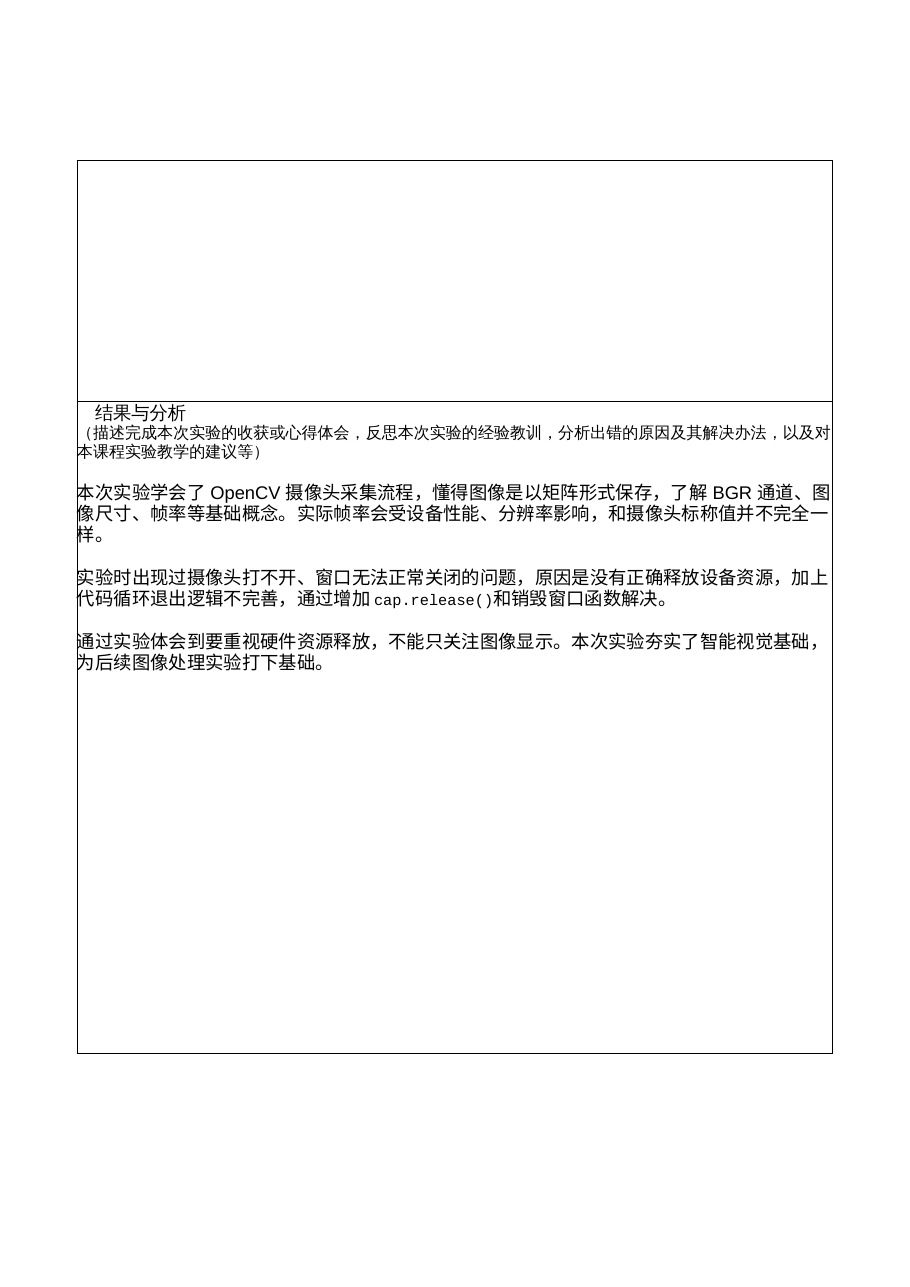 结果与分析
（描述完成本次实验的收获或心得体会，反思本次实验的经验教训，分析出错的原因及其解决办法，以及对
本课程实验教学的建议等）
本次实验学会了 OpenCV 摄像头采集流程，懂得图像是以矩阵形式保存，了解 BGR 通道、图
像尺寸、帧率等基础概念。实际帧率会受设备性能、分辨率影响，和摄像头标称值并不完全一
样。
实验时出现过摄像头打不开、窗口无法正常关闭的问题，原因是没有正确释放设备资源，加上
代码循环退出逻辑不完善，通过增加 cap.release()和销毁窗口函数解决。
通过实验体会到要重视硬件资源释放，不能只关注图像显示。本次实验夯实了智能视觉基础，
为后续图像处理实验打下基础。